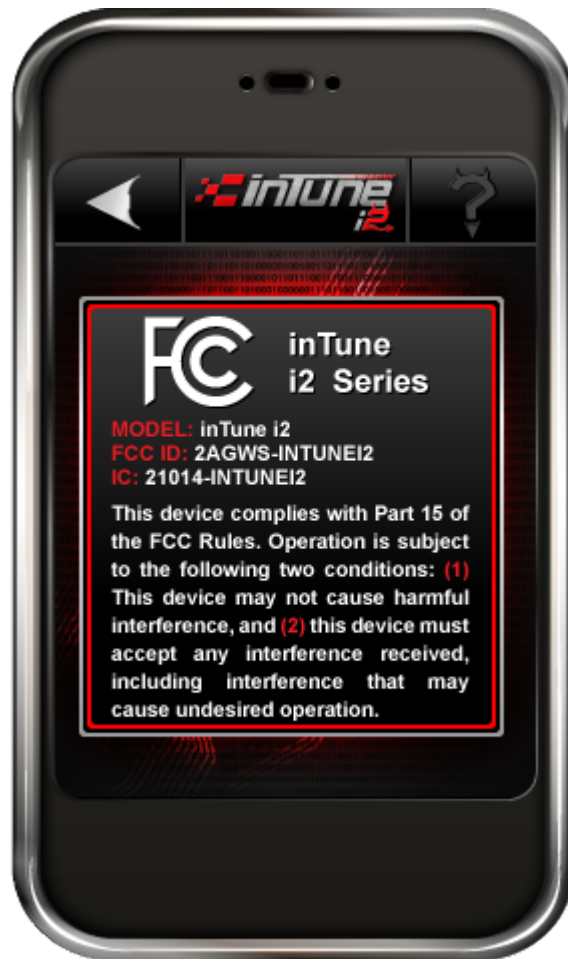 inTune
i2
?
FC
inTune
i2 Series
MODEL: inTune i2
FCC ID: 2AGWS-INTUNEI2
IC: 21014-INTUNEI2
This device complies with Part 15 of
the FCC Rules. Operation is subject
to the following two conditions: (1)
This device may not cause harmful
interference, and (2) this device must
accept any interference received,
including interference that may
cause undesired operation.